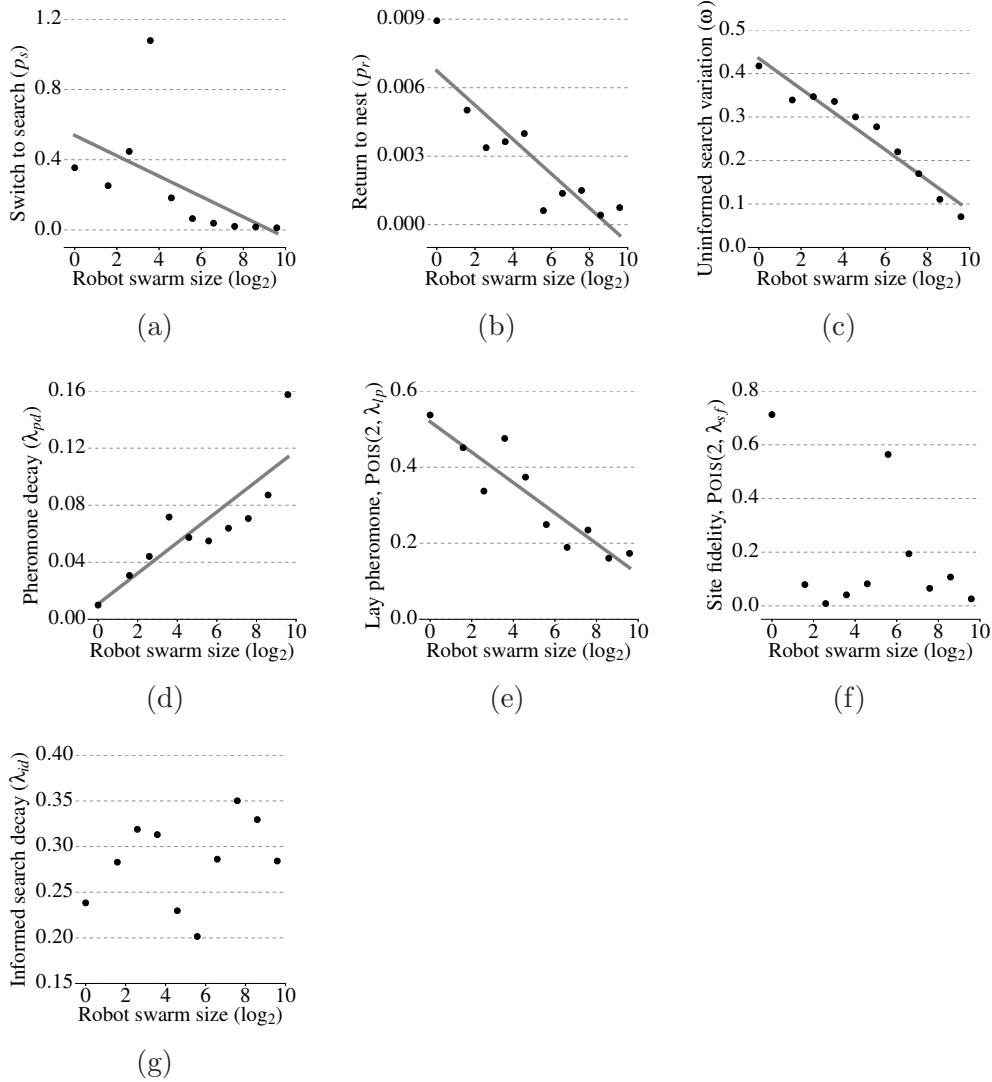 Switch to search (pₛ)
1.2
0.8
0.4
0.0
0 2 4 6 8 10
Robot swarm size (log₂)
(a)
Return to nest (pᵣ)
0.009
0.006
0.003
0.000
0 2 4 6 8 10
Robot swarm size (log₂)
(b)
Uninformed search variation (ω)
0.5
0.4
0.3
0.2
0.1
0.0
0 2 4 6 8 10
Robot swarm size (log₂)
(c)
Pheromone decay (λpd)
0.16
0.12
0.08
0.04
0.00
0 2 4 6 8 10
Robot swarm size (log₂)
(d)
Lay pheromone, POIS(2, λlp)
0.6
0.4
0.2
0.0
0 2 4 6 8 10
Robot swarm size (log₂)
(e)
Site fidelity, POIS(2, λsf)
0.8
0.6
0.4
0.2
0.0
0 2 4 6 8 10
Robot swarm size (log₂)
(f)
Informed search decay (λid)
0.40
0.35
0.30
0.25
0.20
0.15
0 2 4 6 8 10
Robot swarm size (log₂)
(g)